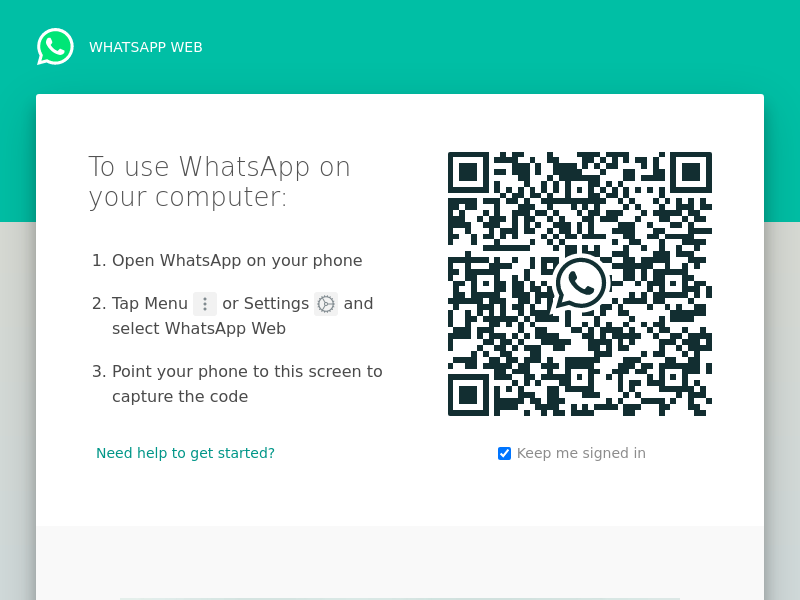 WHATSAPP WEB
To use WhatsApp on
your computer:
1. Open WhatsApp on your phone
2. Tap Menu or Settings and
select WhatsApp Web
3. Point your phone to this screen to
capture the code
Need help to get started?
Keep me signed in